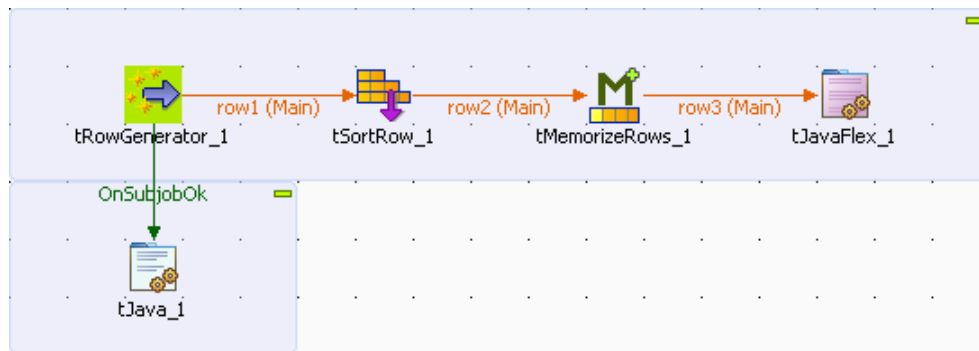 row1 (Main)
row2 (Main)
row3 (Main)
tRowGenerator_1
tSortRow_1
tMemorizeRows_1
tJavaFlex_1
OnSubjobOk
tJava_1